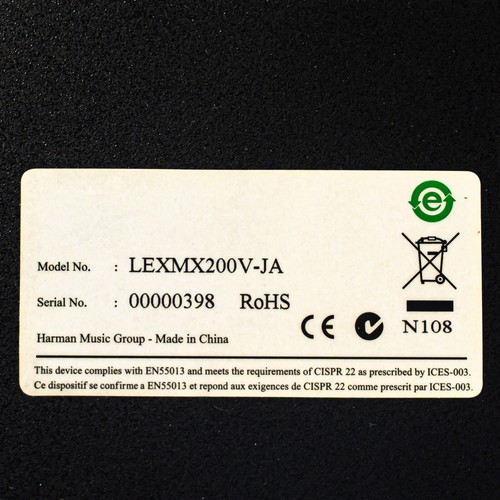 e
Model No. : LEXMX200V-JA
Serial No. : 00000398 RoHS
Harman Music Group - Made in China
CE
N108
This device complies with EN55013 and meets the requirements of CISPR 22 as prescribed by ICES-003.
Ce dispositif se confirme a EN55013 et repond aux exigences de CISPR 22 comme prescrit par ICES-003.